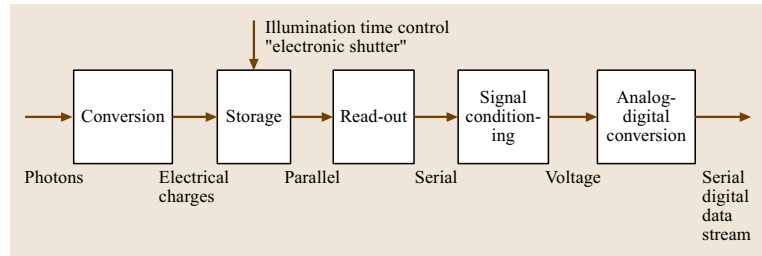 Illumination time control
"electronic shutter"
Conversion
Storage
Read-out
Signal
condition-
ing
Analog-
digital
conversion
Photons
Electrical
charges
Parallel
Serial
Voltage
Serial
digital
data
stream